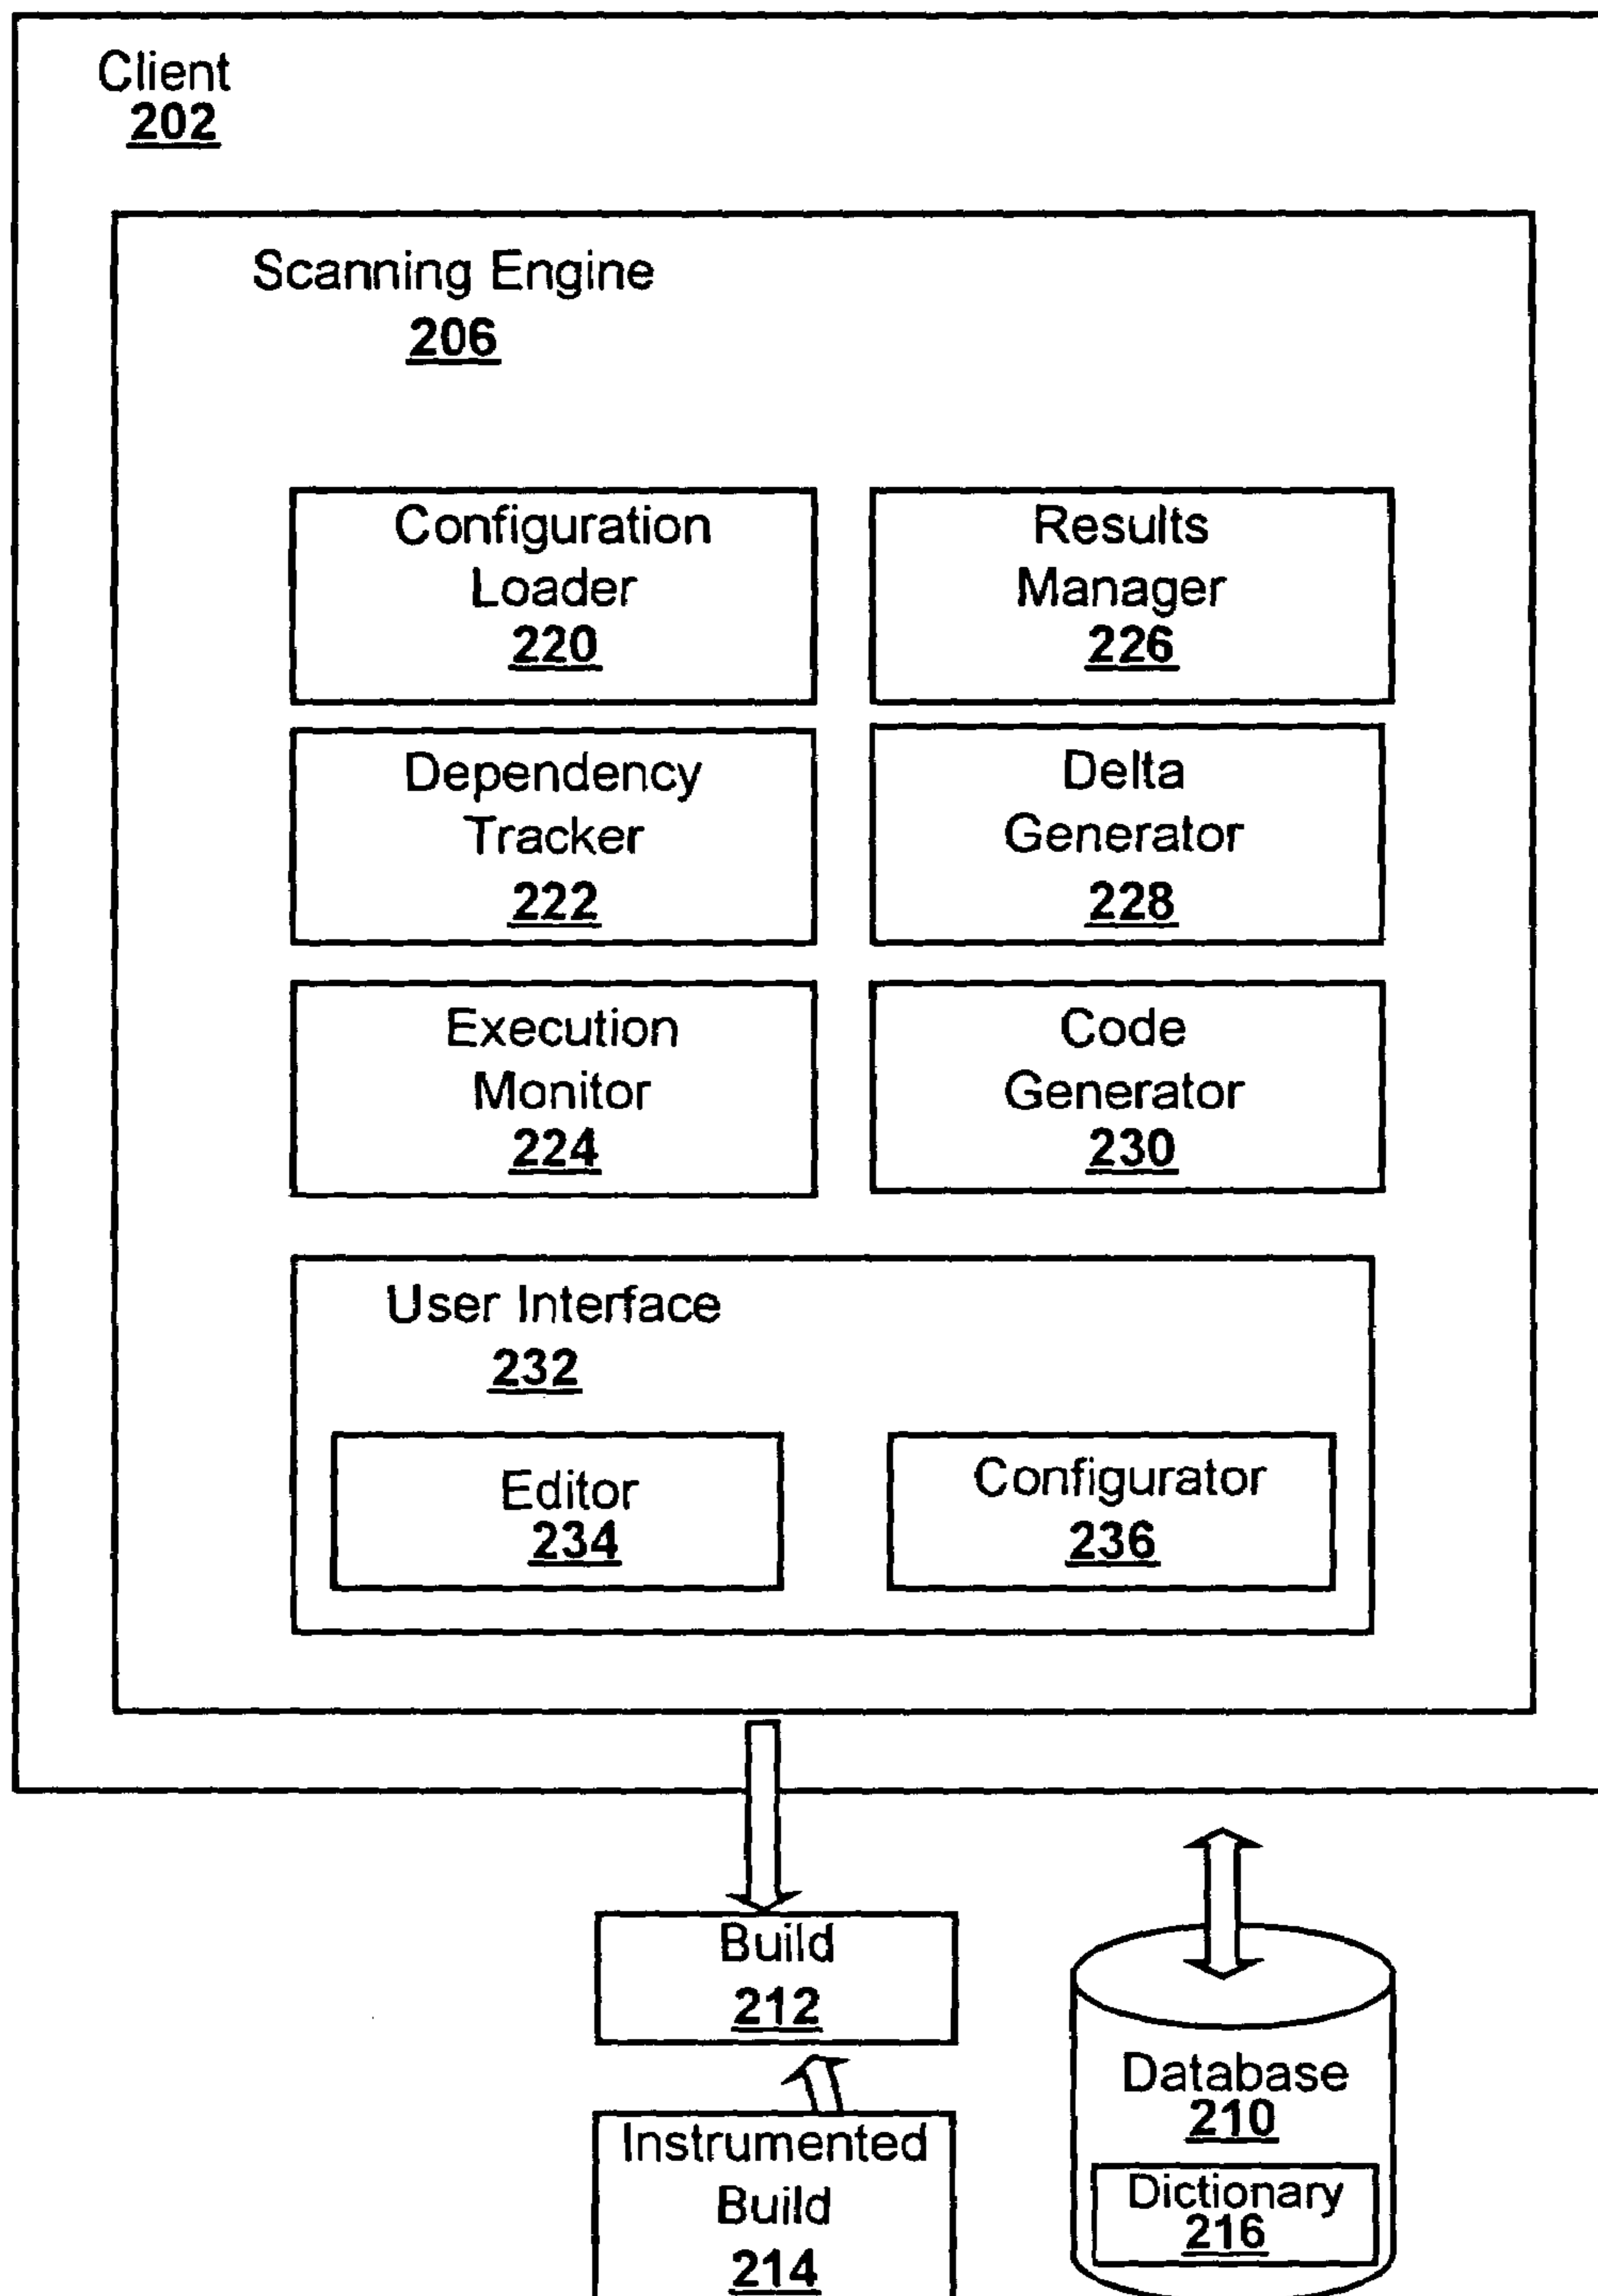 Client
202
Scanning Engine
206
Configuration
Loader
220
Results
Manager
226
Dependency
Tracker
222
Delta
Generator
228
Execution
Monitor
224
Code
Generator
230
User Interface
232
Editor
234
Configurator
236
Build
212
Instrumented
Build
214
Database
210
Dictionary
216